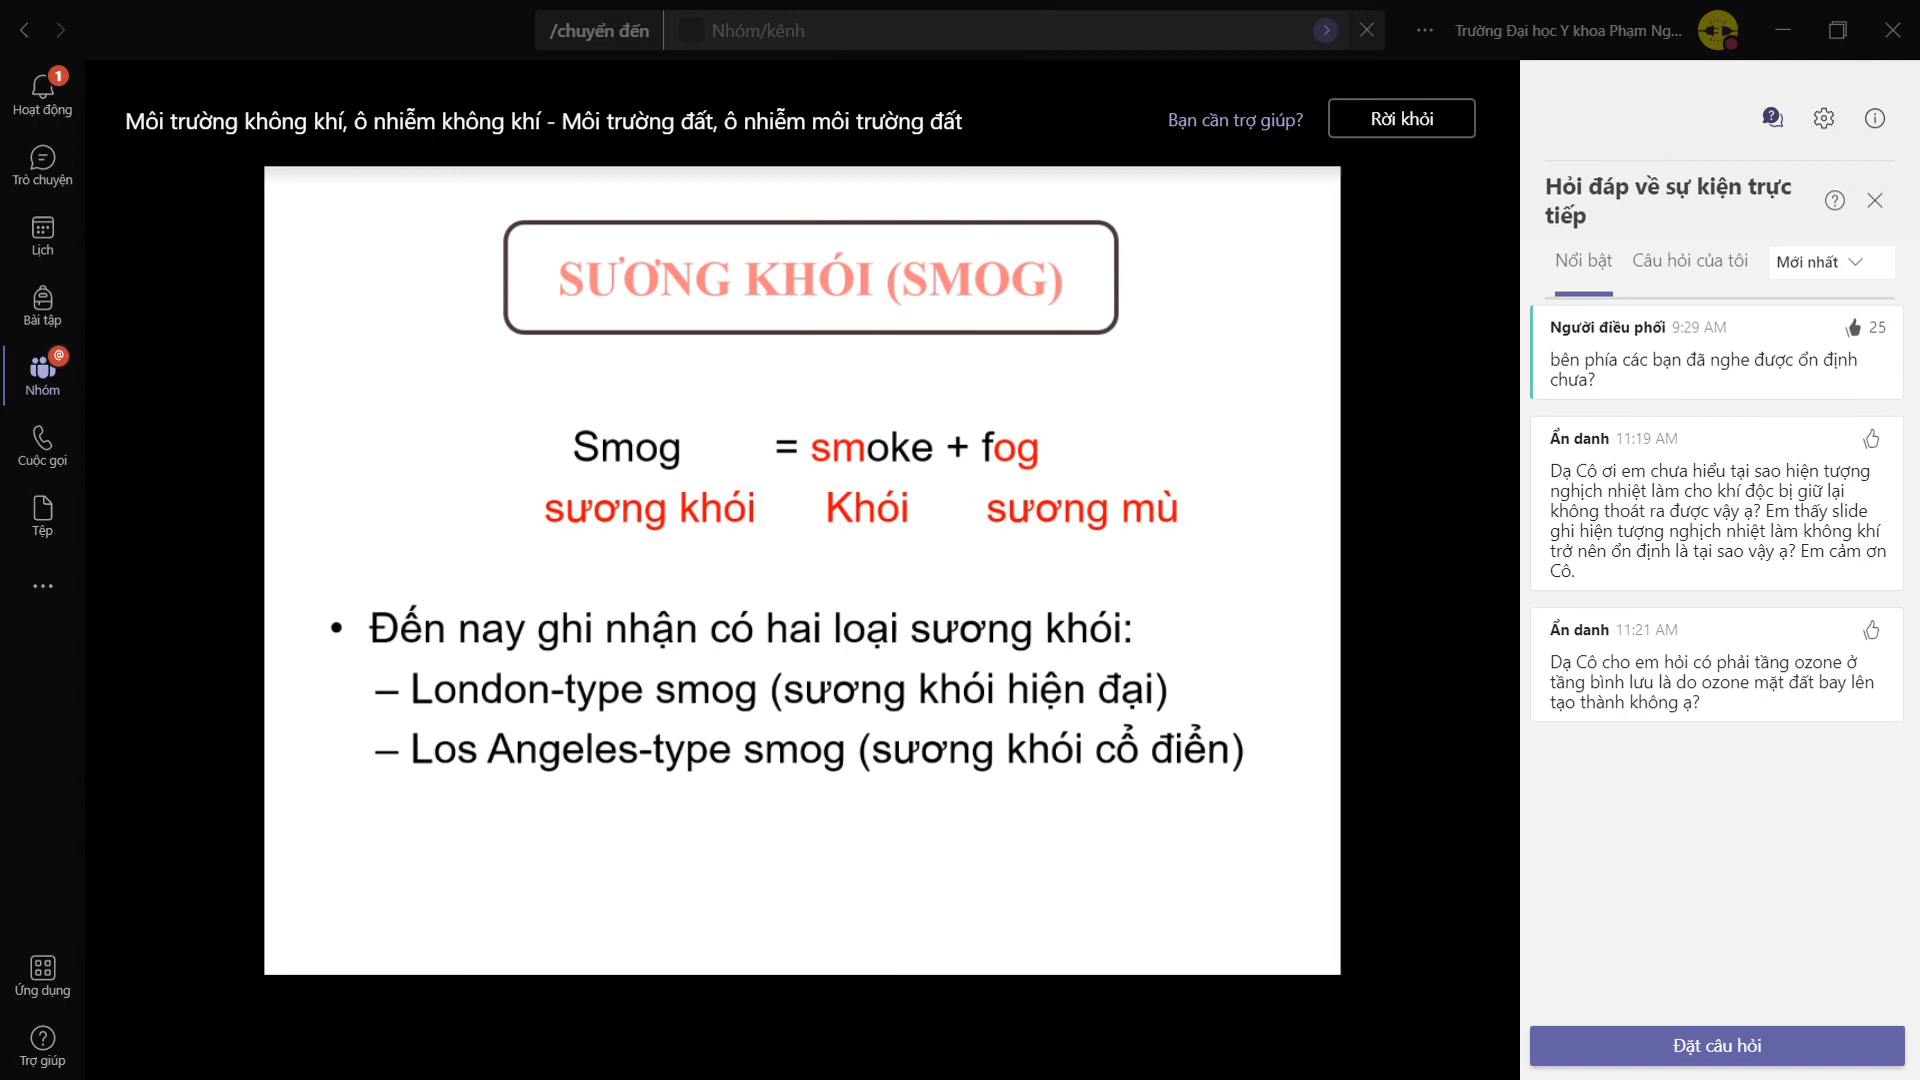 /chuyển đến
Nhóm/kênh
Trường Đại học Y khoa Phạm Ng...
1
Hoạt động
Trò chuyện
Lịch
Bài tập
@
Nhóm
Cuộc gọi
Tệp
Ứng dụng
Trợ giúp
Môi trường không khí, ô nhiễm không khí - Môi trường đất, ô nhiễm môi trường đất
Bạn cần trợ giúp?
Rời khỏi
SƯƠNG KHÓI (SMOG)
Smog = smoke + fog
sương khói Khói sương mù
• Đến nay ghi nhận có hai loại sương khói:
– London-type smog (sương khói hiện đại)
– Los Angeles-type smog (sương khói cổ điển)
Hỏi đáp về sự kiện trực
tiếp
Nổi bật Câu hỏi của tôi Mới nhất
Người điều phối 9:29 AM 25
bên phía các bạn đã nghe được ổn định
chưa?
Ẩn danh 11:19 AM
Dạ Cô ơi em chưa hiểu tại sao hiện tượng
nghịch nhiệt làm cho khí độc bị giữ lại
không thoát ra được vậy ạ? Em thấy slide
ghi hiện tượng nghịch nhiệt làm không khí
trở nên ổn định là tại sao vậy ạ? Em cảm ơn
Cô.
Ẩn danh 11:21 AM
Dạ Cô cho em hỏi có phải tầng ozone ở
tầng bình lưu là do ozone mặt đất bay lên
tạo thành không ạ?
Đặt câu hỏi